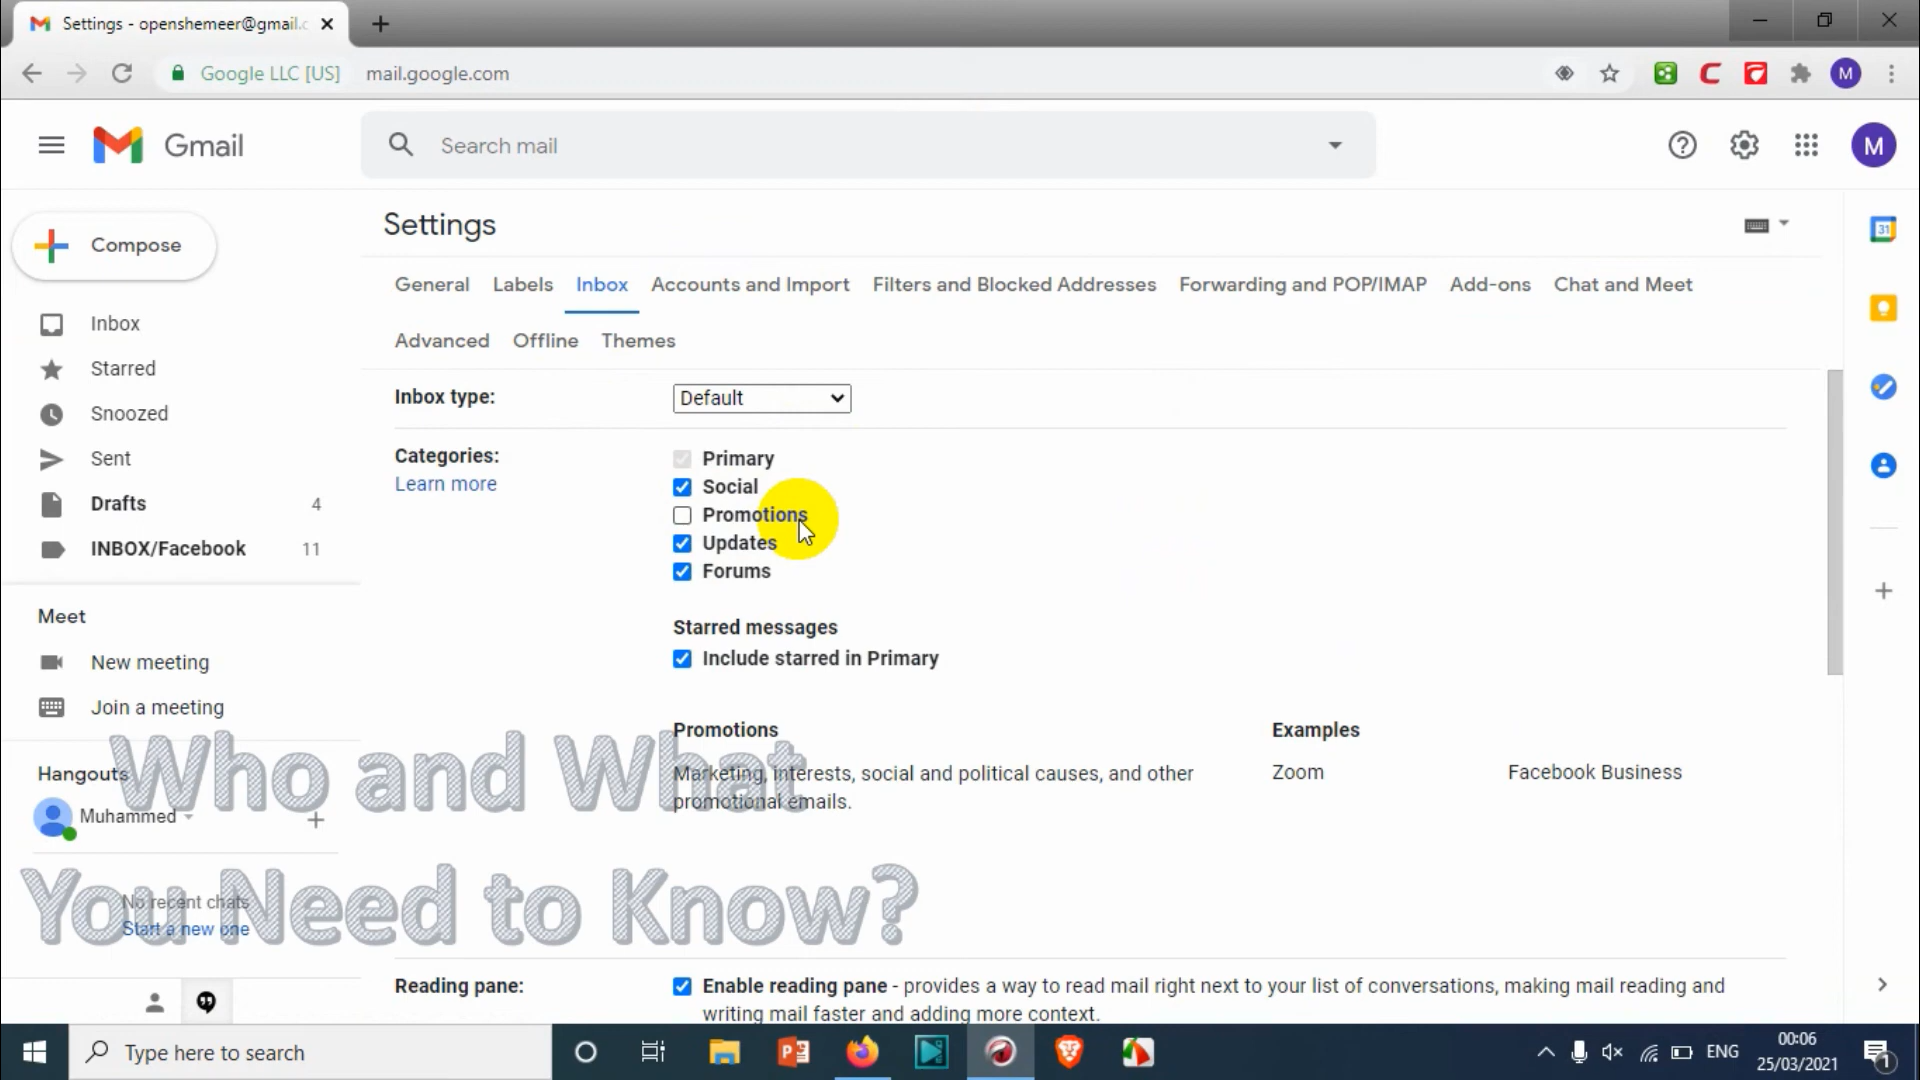 Settings - openshemeer@gmail.c
Google LLC [US]
mail.google.com
M
Gmail
Search mail
M
Compose
Inbox
Starred
Snoozed
Sent
Drafts 4
INBOX/Facebook 11
Meet
New meeting
Join a meeting
Hangouts
Muhammed
No recent chats
Start a new one
Settings
General Labels Inbox Accounts and Import Filters and Blocked Addresses Forwarding and POP/IMAP Add-ons Chat and Meet
Advanced Offline Themes
Inbox type: Default
Categories:
Learn more
Primary
Social
Promotions
Updates
Forums
Starred messages
Include starred in Primary
Promotions
Marketing, interests, social and political causes, and other
promotional emails.
Examples
Zoom Facebook Business
Reading pane:
Enable reading pane - provides a way to read mail right next to your list of conversations, making mail reading and
writing mail faster and adding more context.
31
Who and What
You Need to Know?
Type here to search
ENG
00:06
25/03/2021
1